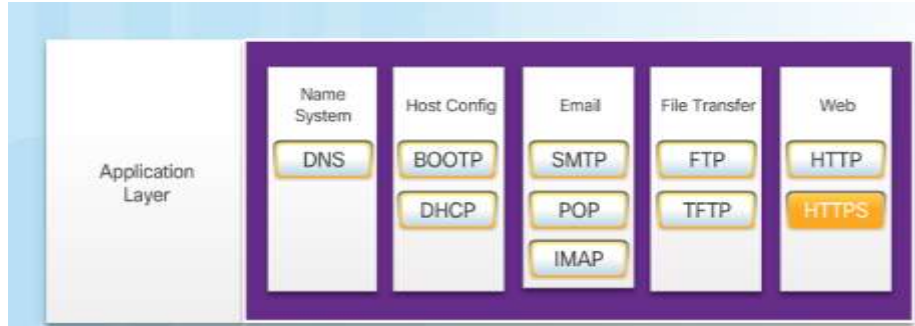 Application
Layer
Name
System
DNS
Host Config
BOOTP
DHCP
Email
SMTP
POP
IMAP
File Transfer
FTP
TFTP
Web
HTTP
HTTPS